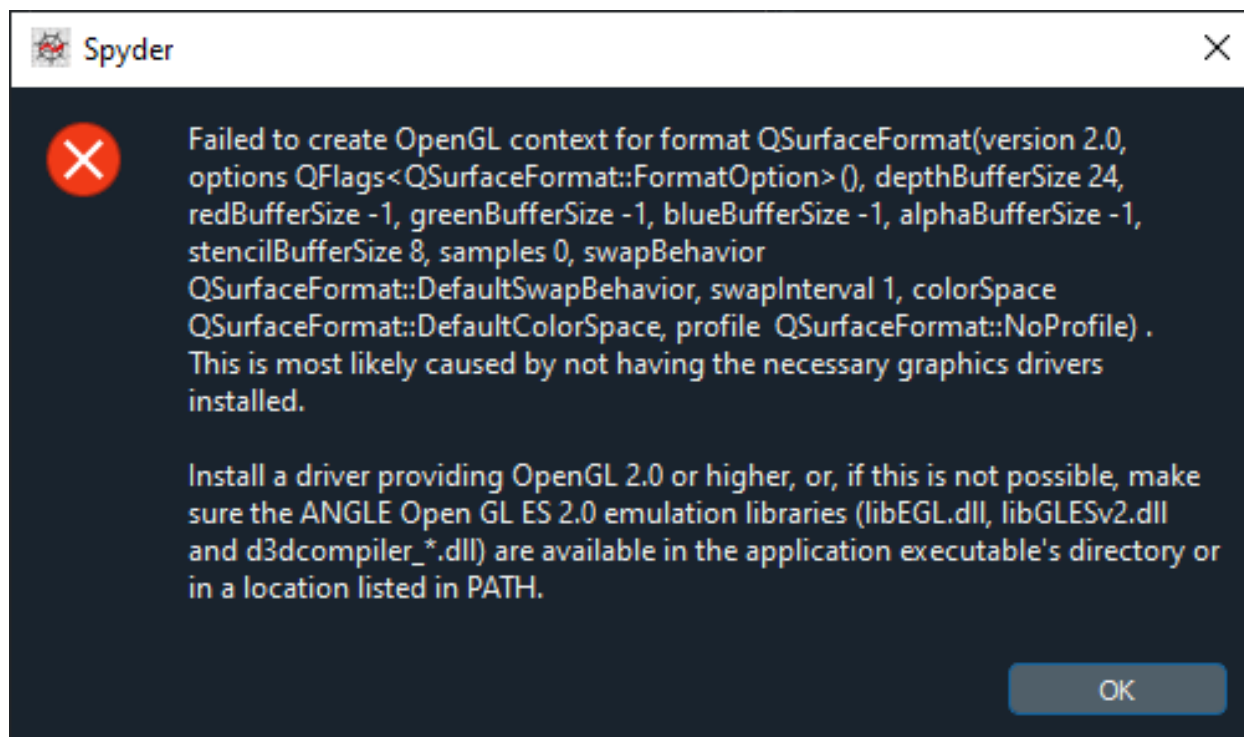 Spyder
Failed to create OpenGL context for format QSurfaceFormat(version 2.0,
options QFlags<QSurfaceFormat::FormatOption>(), depthBufferSize 24,
redBufferSize -1, greenBufferSize -1, blueBufferSize -1, alphaBufferSize -1,
stencilBufferSize 8, samples 0, swapBehavior
QSurfaceFormat::DefaultSwapBehavior, swapInterval 1, colorSpace
QSurfaceFormat::DefaultColorSpace, profile  QSurfaceFormat::NoProfile) .
This is most likely caused by not having the necessary graphics drivers
installed.
Install a driver providing OpenGL 2.0 or higher, or, if this is not possible, make
sure the ANGLE Open GL ES 2.0 emulation libraries (libEGL.dll, libGLESv2.dll
and d3dcompiler_*.dll) are available in the application executable's directory or
in a location listed in PATH.
OK